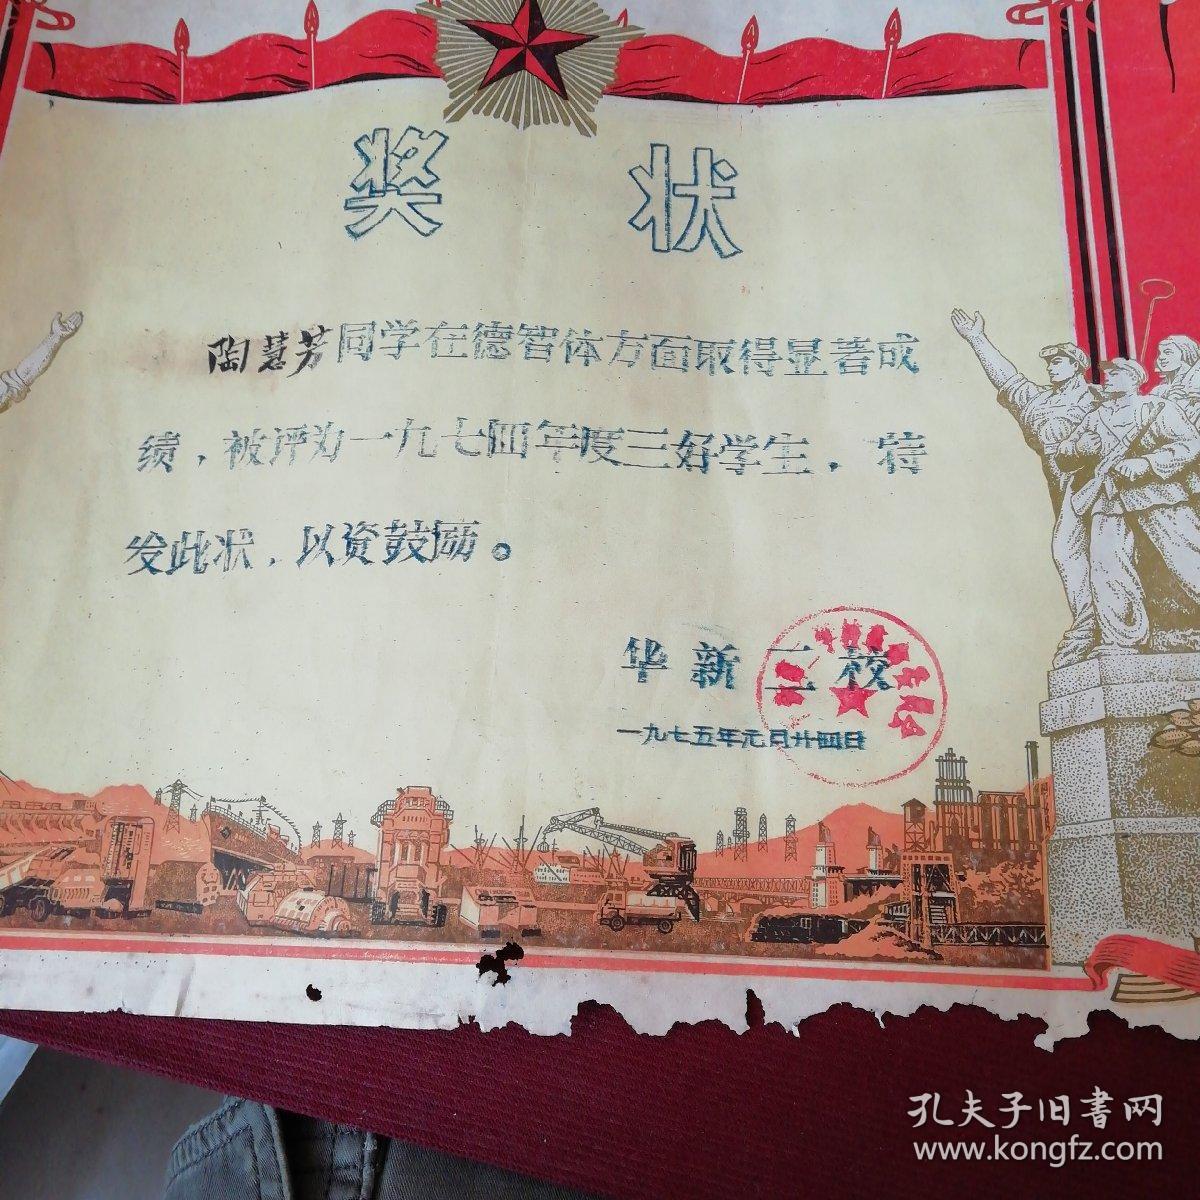 奖状
陶慧芳同学在德智体方面取得显著成
绩，被评为一九七四年度三好学生，特
发此状，以资鼓励。
华新二校
一九七五年元月廿四日
孔夫子旧書网
www.kongfz.com